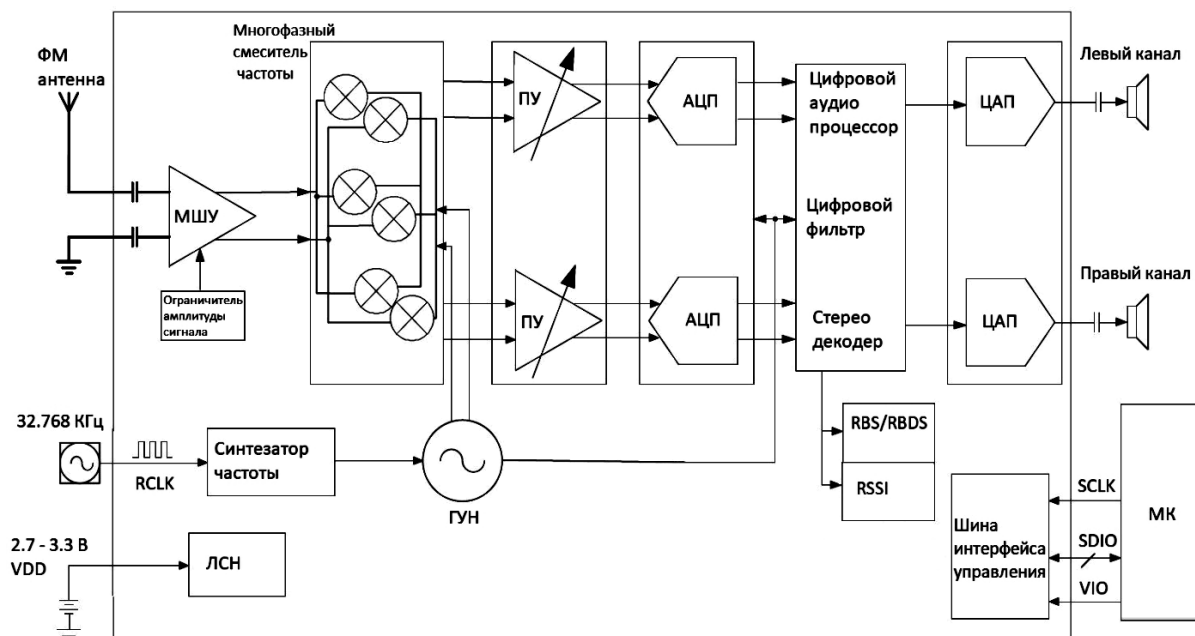 Многофазный
смеситель
частоты
ФМ
антенна
МШУ
Ограничитель
амплитуды
сигнала
ПУ
АЦП
Цифровой
аудио
процессор
ЦАП
Левый канал
Цифровой
фильтр
ПУ
АЦП
Стерео
декодер
ЦАП
Правый канал
32.768 КГц
RCLK
Синтезатор
частоты
ГУН
RBS/RBDS
RSSI
2.7 - 3.3 В
VDD
ЛСН
Шина
интерфейса
управления
SCLK
SDIO
VIO
МК